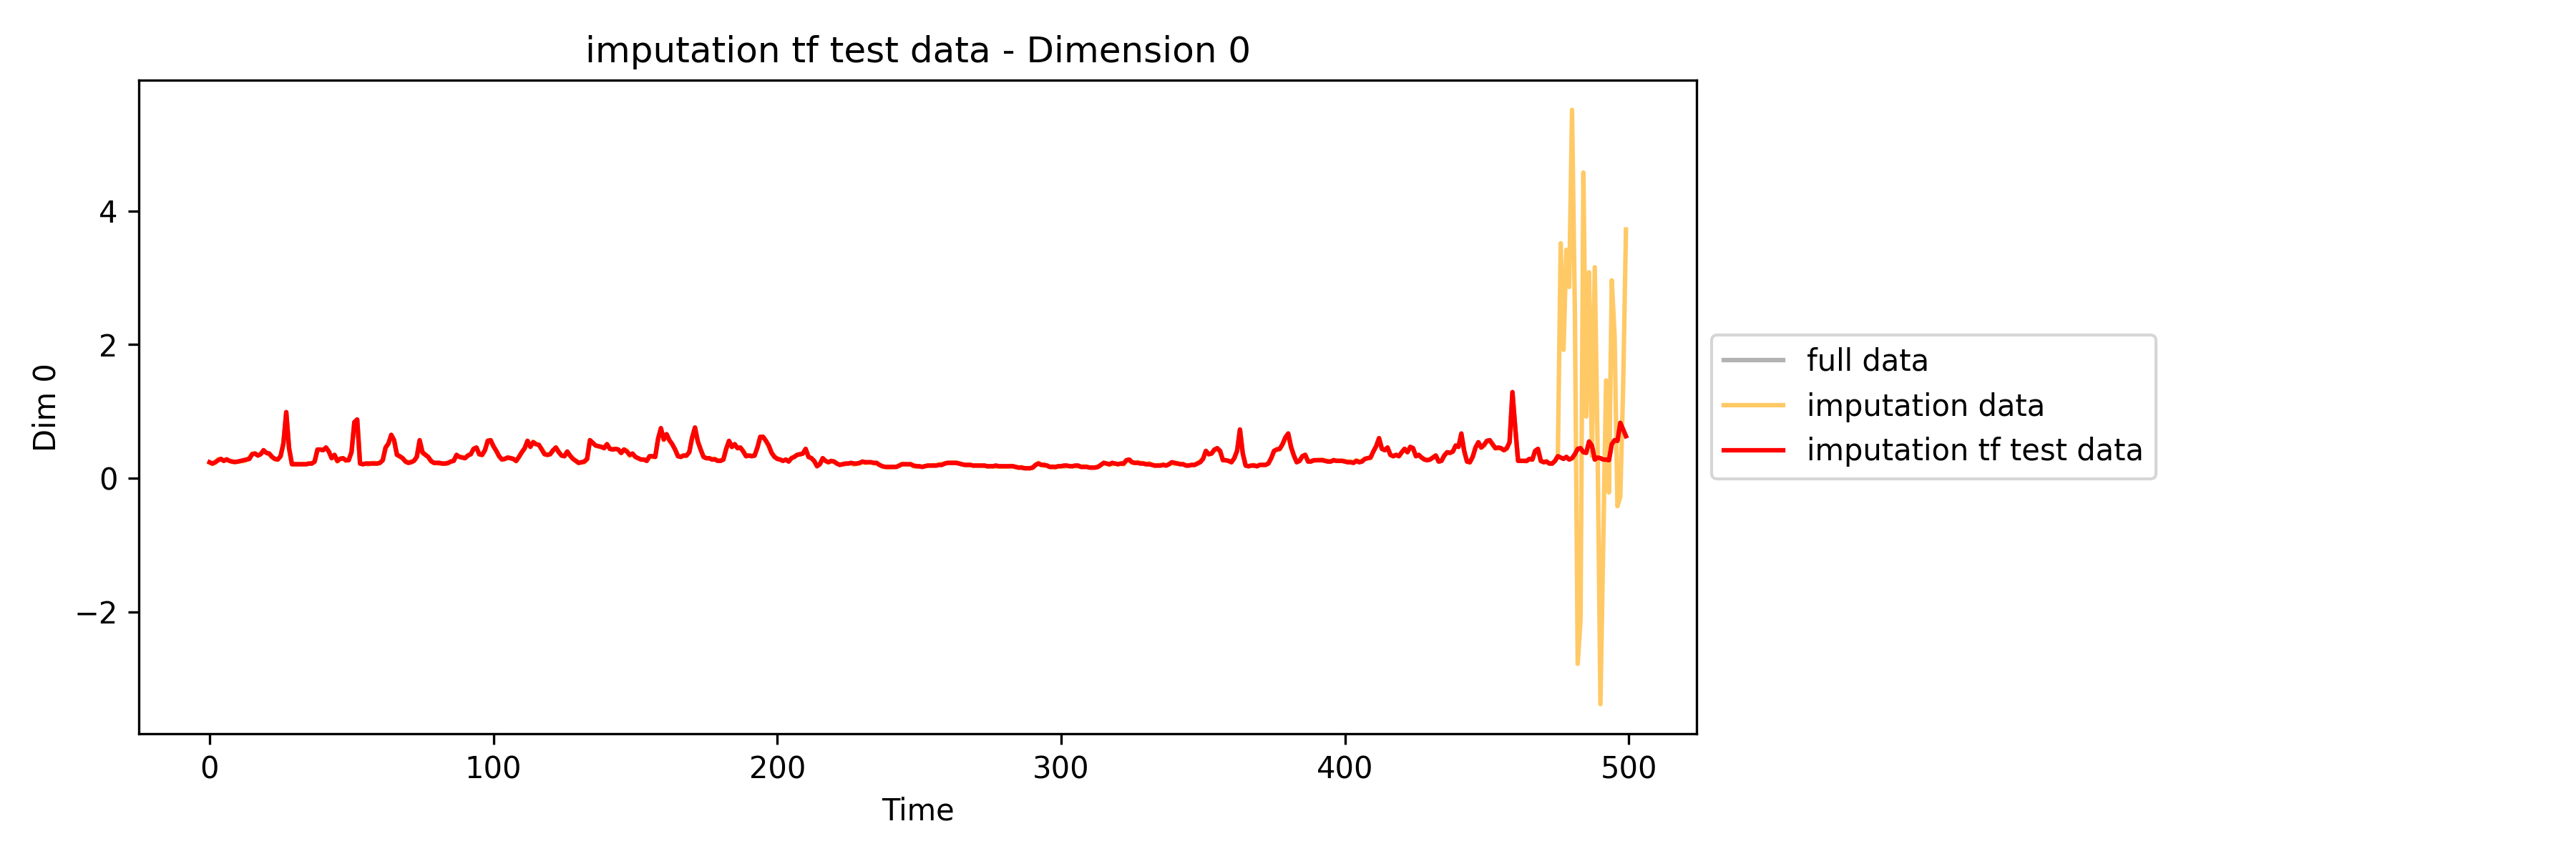 imputation tf test data - Dimension 0
Dim 0
4
2
0
−2
0 100 200 300 400 500
Time
full data
imputation data
imputation tf test data